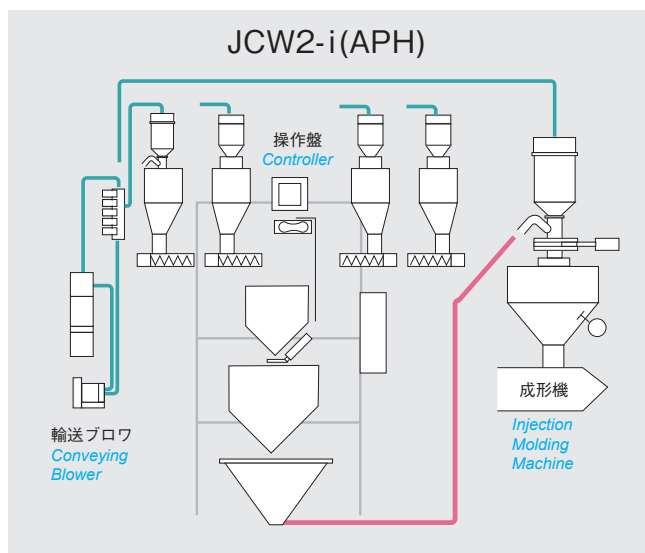 JCW2-i(APH)
操作盤
Controller
輸送ブロワ
Conveying
Blower
成形機
Injection
Molding
Machine